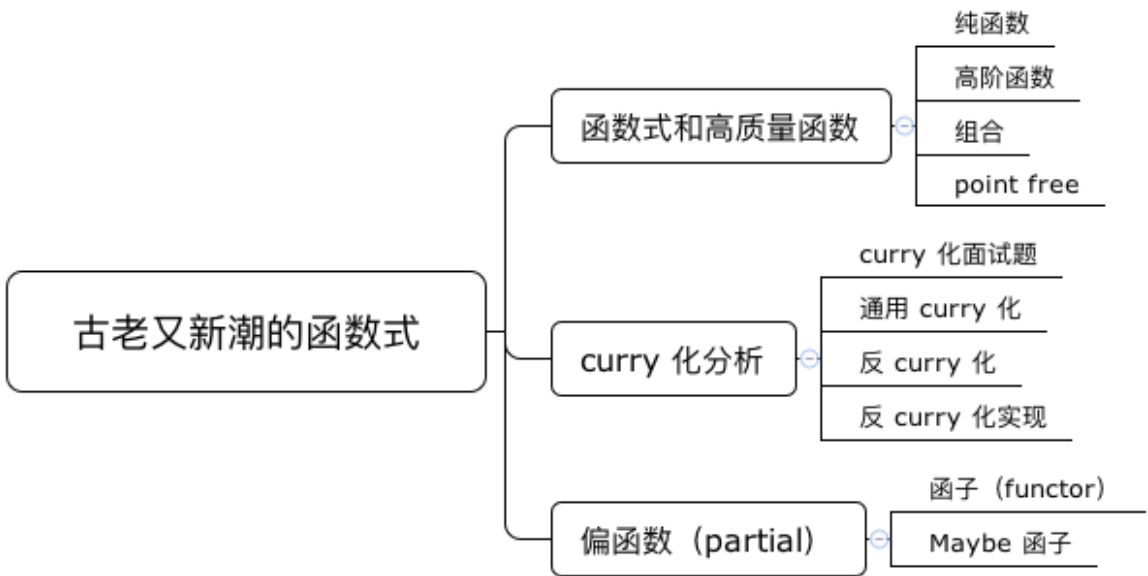 古老又新潮的函数式
函数式和高质量函数
纯函数
高阶函数
组合
point free
curry 化分析
curry 化面试题
通用 curry 化
反 curry 化
反 curry 化实现
偏函数（partial）
函子（functor）
Maybe 函子